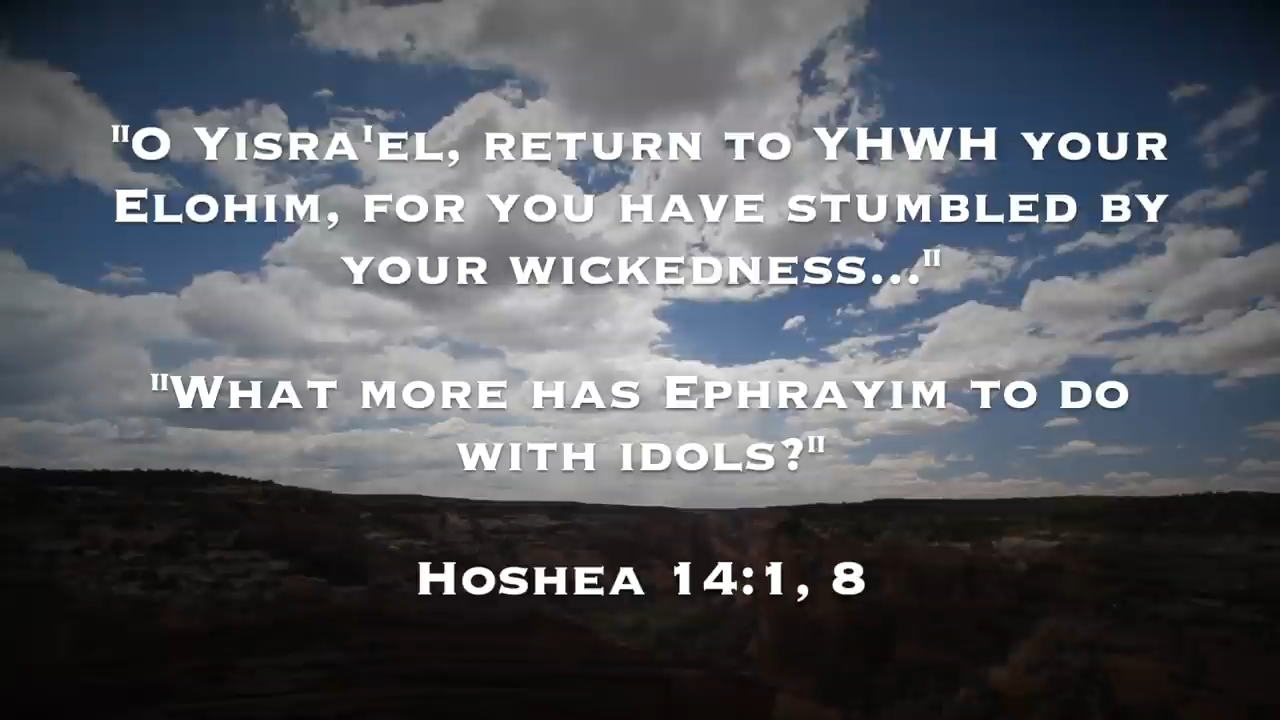 "O Yisra'el, return to YHWH your
Elohim, for you have stumbled by
your wickedness..."
"What more has Ephrayim to do
with idols?"
Hoshea 14:1, 8